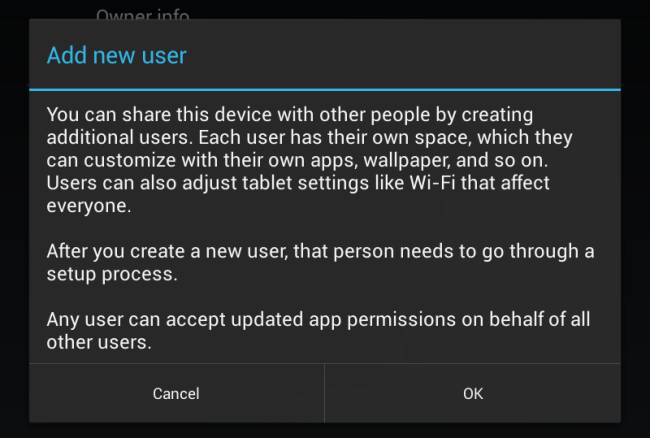 Owner info
Add new user
You can share this device with other people by creating
additional users. Each user has their own space, which they
can customize with their own apps, wallpaper, and so on.
Users can also adjust tablet settings like Wi-Fi that affect
everyone.
After you create a new user, that person needs to go through a
setup process.
Any user can accept updated app permissions on behalf of all
other users.
Cancel
OK